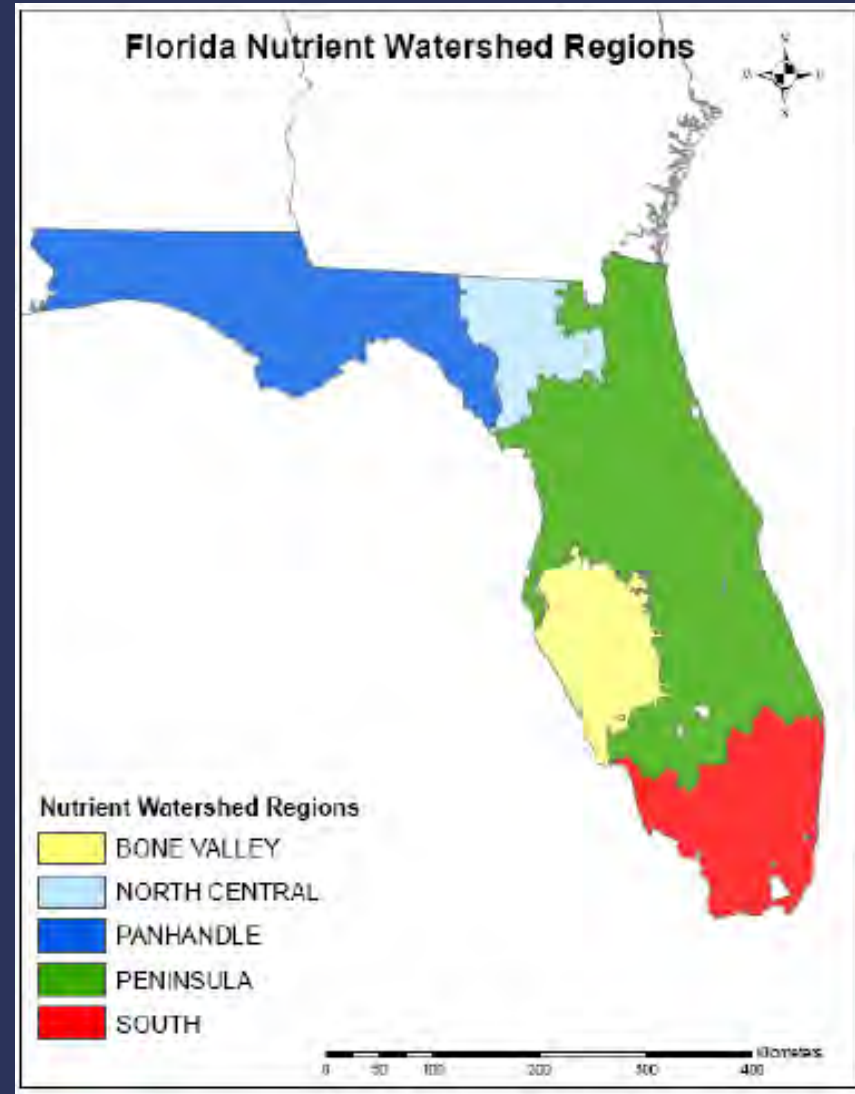 Florida Nutrient Watershed Regions
Nutrient Watershed Regions
BONE VALLEY
NORTH CENTRAL
PANHANDLE
PENINSULA
SOUTH
Kilometers
0 50 100 200 300 400